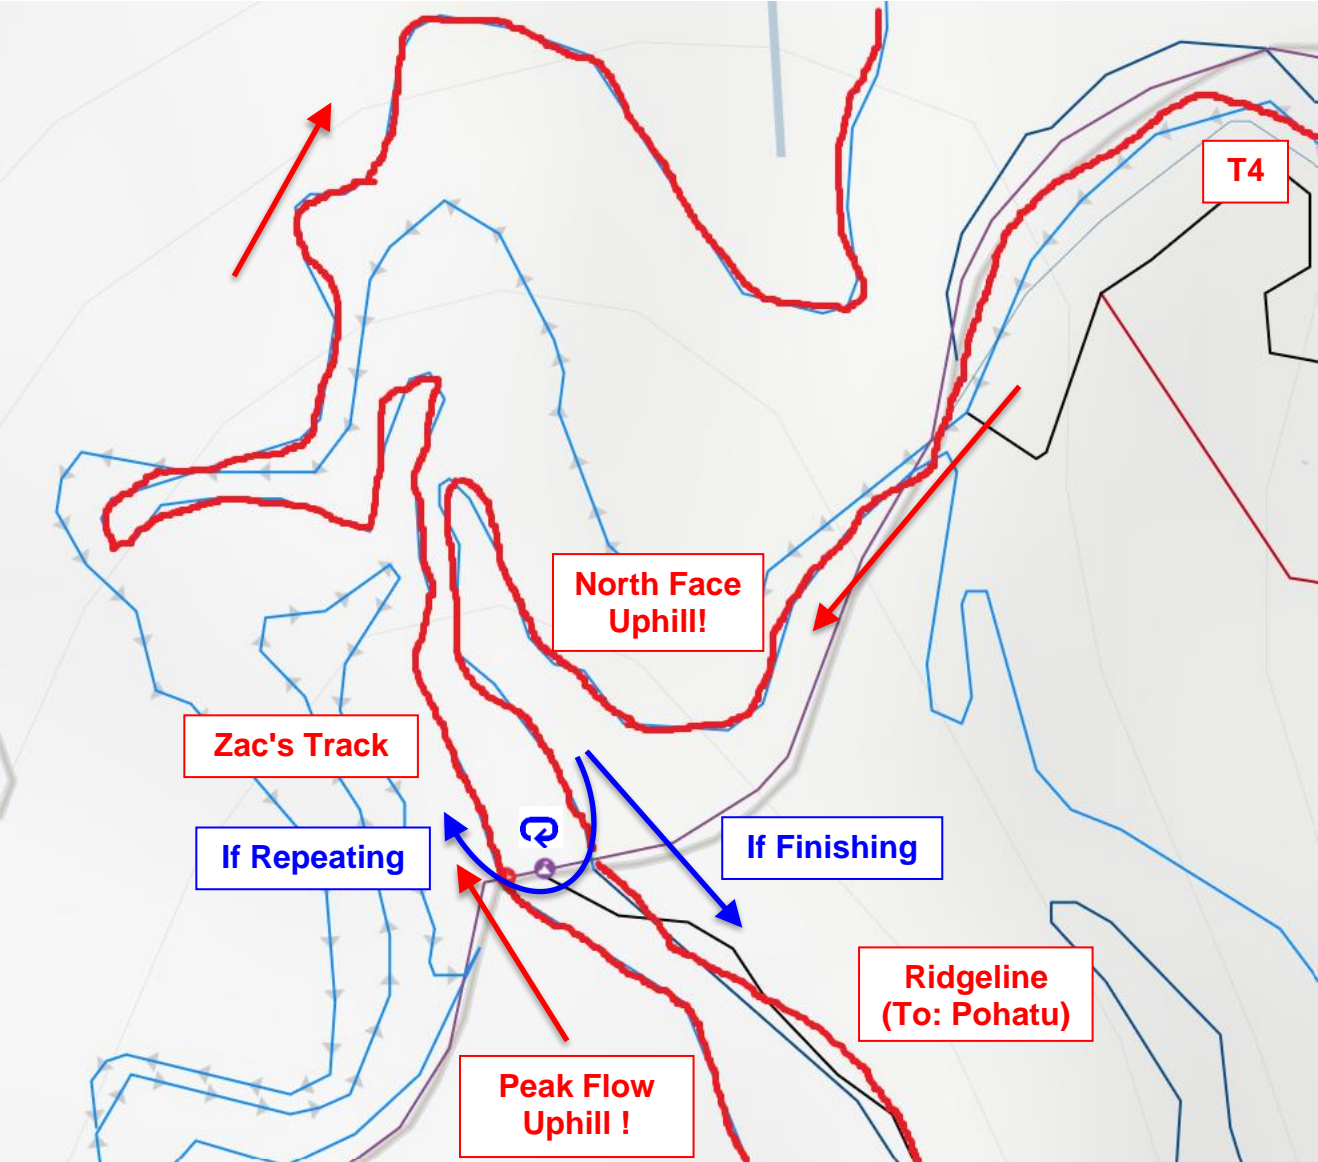 T4
North Face
Uphill!
Zac's Track
If Repeating
If Finishing
Ridgeline
(To: Pohatu)
Peak Flow
Uphill !